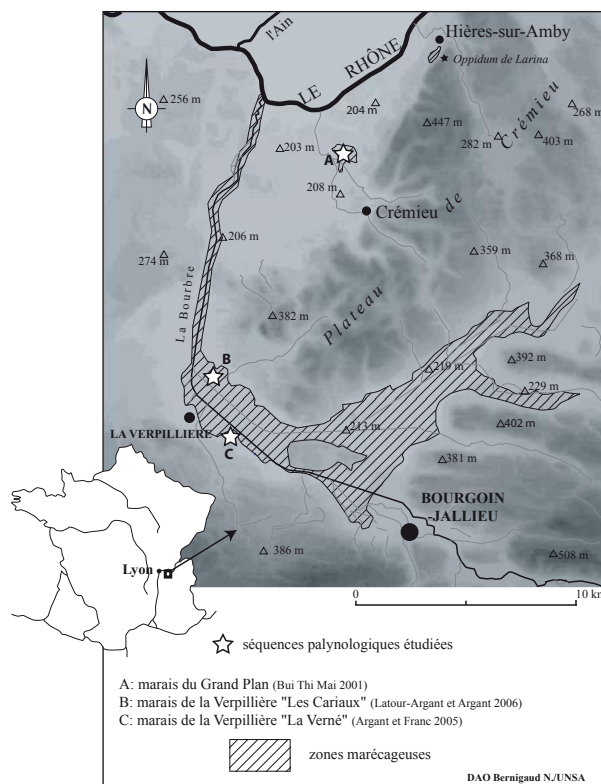 l'Ain
LE RHÔNE
Hières-sur-Amby
Oppidum de Larina
N
256 m
204 m
447 m
268 m
282 m
403 m
203 m
A
208 m
Crémieu
Plateau de Crémieu
206 m
274 m
359 m
368 m
La Bourbre
382 m
B
392 m
219 m
229 m
LA VERPILLIERE
C
213 m
402 m
381 m
BOURGOIN
-JALLIEU
386 m
508 m
Lyon
0 10 km
séquences palynologiques étudiées
A: marais du Grand Plan (Bui Thi Mai 2001)
B: marais de la Verpillière "Les Cariaux" (Latour-Argant et Argant 2006)
C: marais de la Verpillière "La Verné" (Argant et Franc 2005)
zones marécageuses
DAO Bernigaud N./UNSA